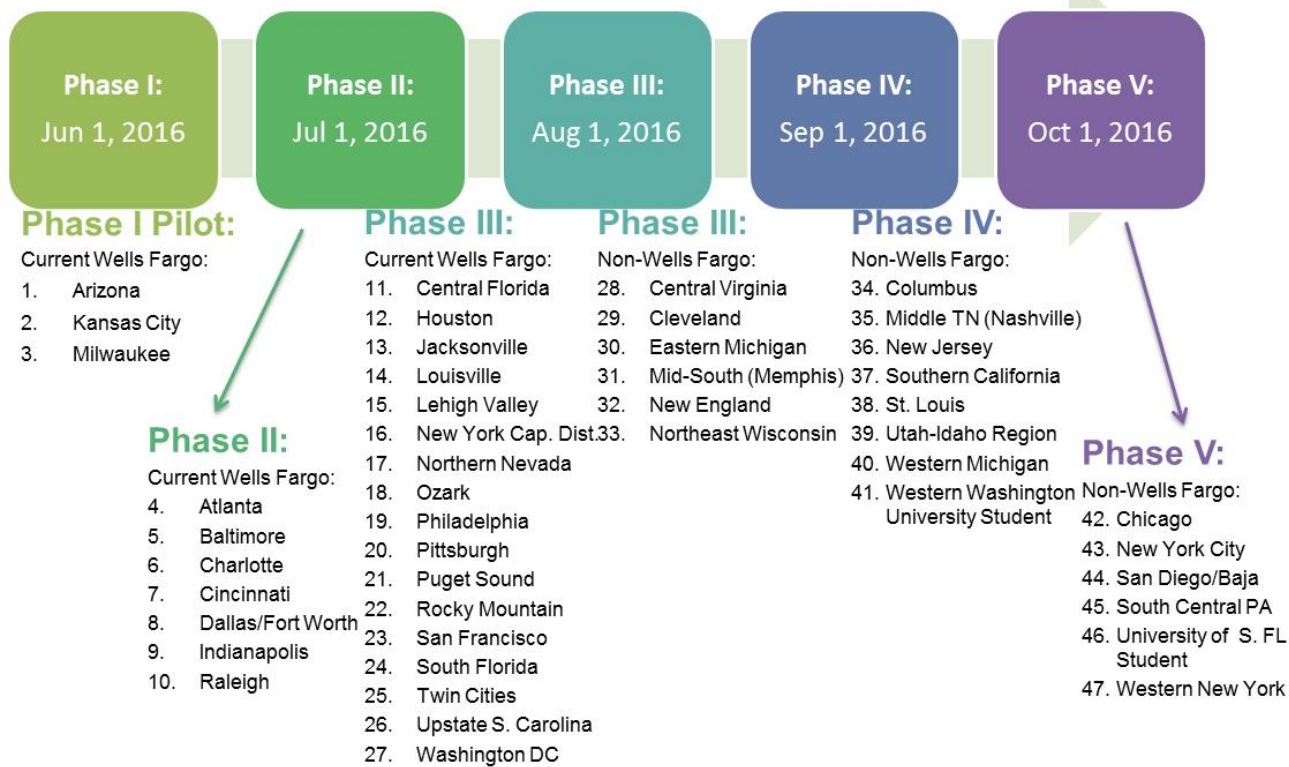 Phase I:
Jun 1, 2016
Phase II:
Jul 1, 2016
Phase III:
Aug 1, 2016
Phase IV:
Sep 1, 2016
Phase V:
Oct 1, 2016
Phase I Pilot:
Current Wells Fargo:
1. Arizona
2. Kansas City
3. Milwaukee
Phase II:
Current Wells Fargo:
4. Atlanta
5. Baltimore
6. Charlotte
7. Cincinnati
8. Dallas/Fort Worth
9. Indianapolis
10. Raleigh
Phase III:
Current Wells Fargo:
11. Central Florida
12. Houston
13. Jacksonville
14. Louisville
15. Lehigh Valley
16. New York Cap. Dist.
17. Northern Nevada
18. Ozark
19. Philadelphia
20. Pittsburgh
21. Puget Sound
22. Rocky Mountain
23. San Francisco
24. South Florida
25. Twin Cities
26. Upstate S. Carolina
27. Washington DC
Phase III:
Non-Wells Fargo:
28. Central Virginia
29. Cleveland
30. Eastern Michigan
31. Mid-South (Memphis)
32. New England
33. Northeast Wisconsin
Phase IV:
Non-Wells Fargo:
34. Columbus
35. Middle TN (Nashville)
36. New Jersey
37. Southern California
38. St. Louis
39. Utah-Idaho Region
40. Western Michigan
41. Western Washington
University Student
Phase V:
Non-Wells Fargo:
42. Chicago
43. New York City
44. San Diego/Baja
45. South Central PA
46. University of S. FL
Student
47. Western New York